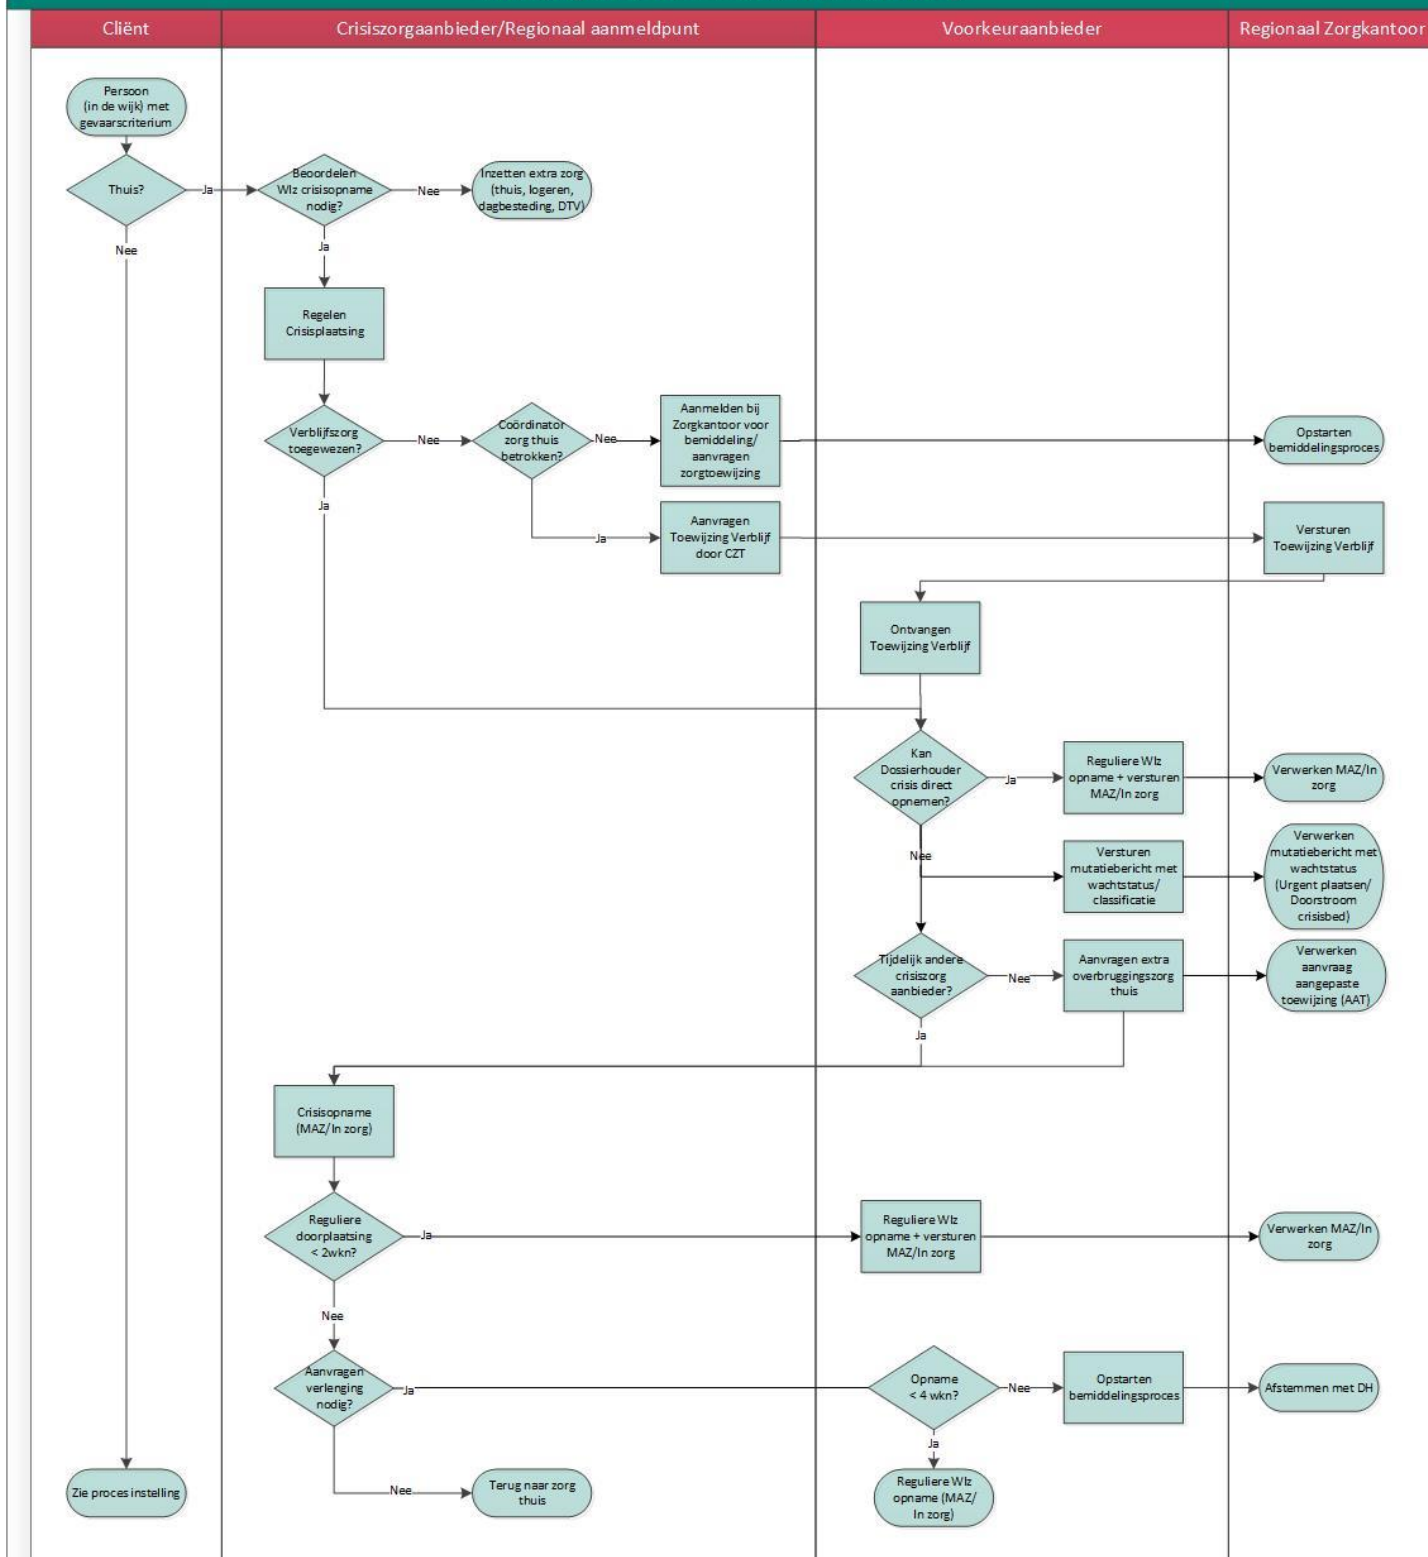 Cliënt
Crisiszorgaanbieder/Regionaal aanmeldpunt
Voorkeuraanbieder
Regionaal Zorgkantoor
Persoon
(in de wijk) met
gevaarscriterium
Thuis?
Ja
Nee
Beoordelen
Wlz crisisopname
nodig?
Nee
Ja
Inzetten extra zorg
(thuis, logeren,
dagbesteding, DTV)
Regelen
Crisisplaatsing
Verblijfszorg
toegewezen?
Nee
Ja
Coördinator
zorg thuis
betrokken?
Nee
Ja
Aanmelden bij
Zorgkantoor voor
bemiddeling/
aanvragen
zorgtoewijzing
Opstarten
bemiddelingsproces
Aanvragen
Toewijzing Verblijf
door CZT
Versturen
Toewijzing Verblijf
Ontvangen
Toewijzing Verblijf
Kan
Dossierhouder
crisis direct
opnemen?
Ja
Nee
Reguliere Wlz
opname + versturen
MAZ/In zorg
Verwerken MAZ/In
zorg
Versturen
mutatiebericht met
wachtstatus/
classificatie
Verwerken
mutatiebericht met
wachtstatus
(Urgent plaatsen/
Doorstroom
crisisbed)
Tijdelijk andere
crisiszorg
aanbieder?
Nee
Ja
Aanvragen extra
overbruggingszorg
thuis
Verwerken
aanvraag
aangepaste
toewijzing (AAT)
Crisisopname
(MAZ/In zorg)
Reguliere
doorplaatsing
< 2wkn?
Ja
Nee
Reguliere Wlz
opname + versturen
MAZ/In zorg
Verwerken MAZ/In
zorg
Aanvragen
verlenging
nodig?
Ja
Nee
Opname
< 4 wkn?
Nee
Ja
Opstarten
bemiddelingsproces
Afstemmen met DH
Zie proces instelling
Terug naar zorg
thuis
Reguliere Wlz
opname (MAZ/
In zorg)